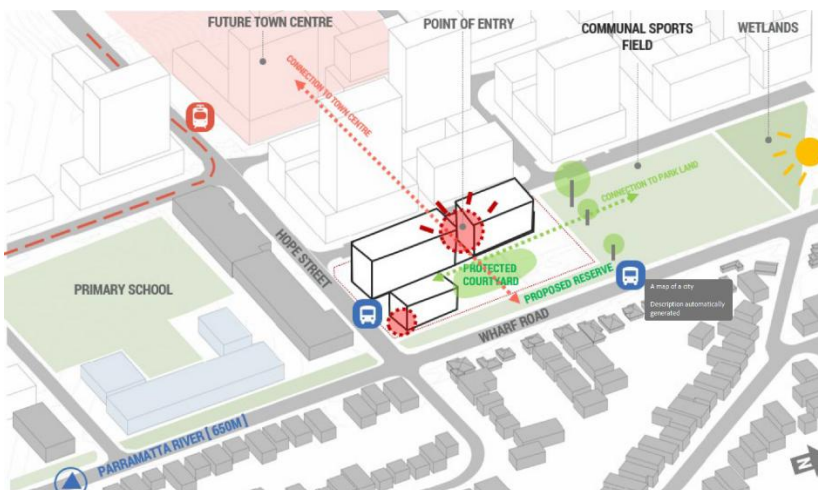 FUTURE TOWN CENTRE
POINT OF ENTRY
COMMUNAL SPORTS
FIELD
WETLANDS
CONNECTION TO TOWN CENTRE
CONNECTION TO PARK LAND
HOPE STREET
PROTECTED
COURTYARD
PRIMARY SCHOOL
PROPOSED RESERVE
A map of a city
Description automatically
generated
WHARF ROAD
PARRAMATTA RIVER [ 650M]
N